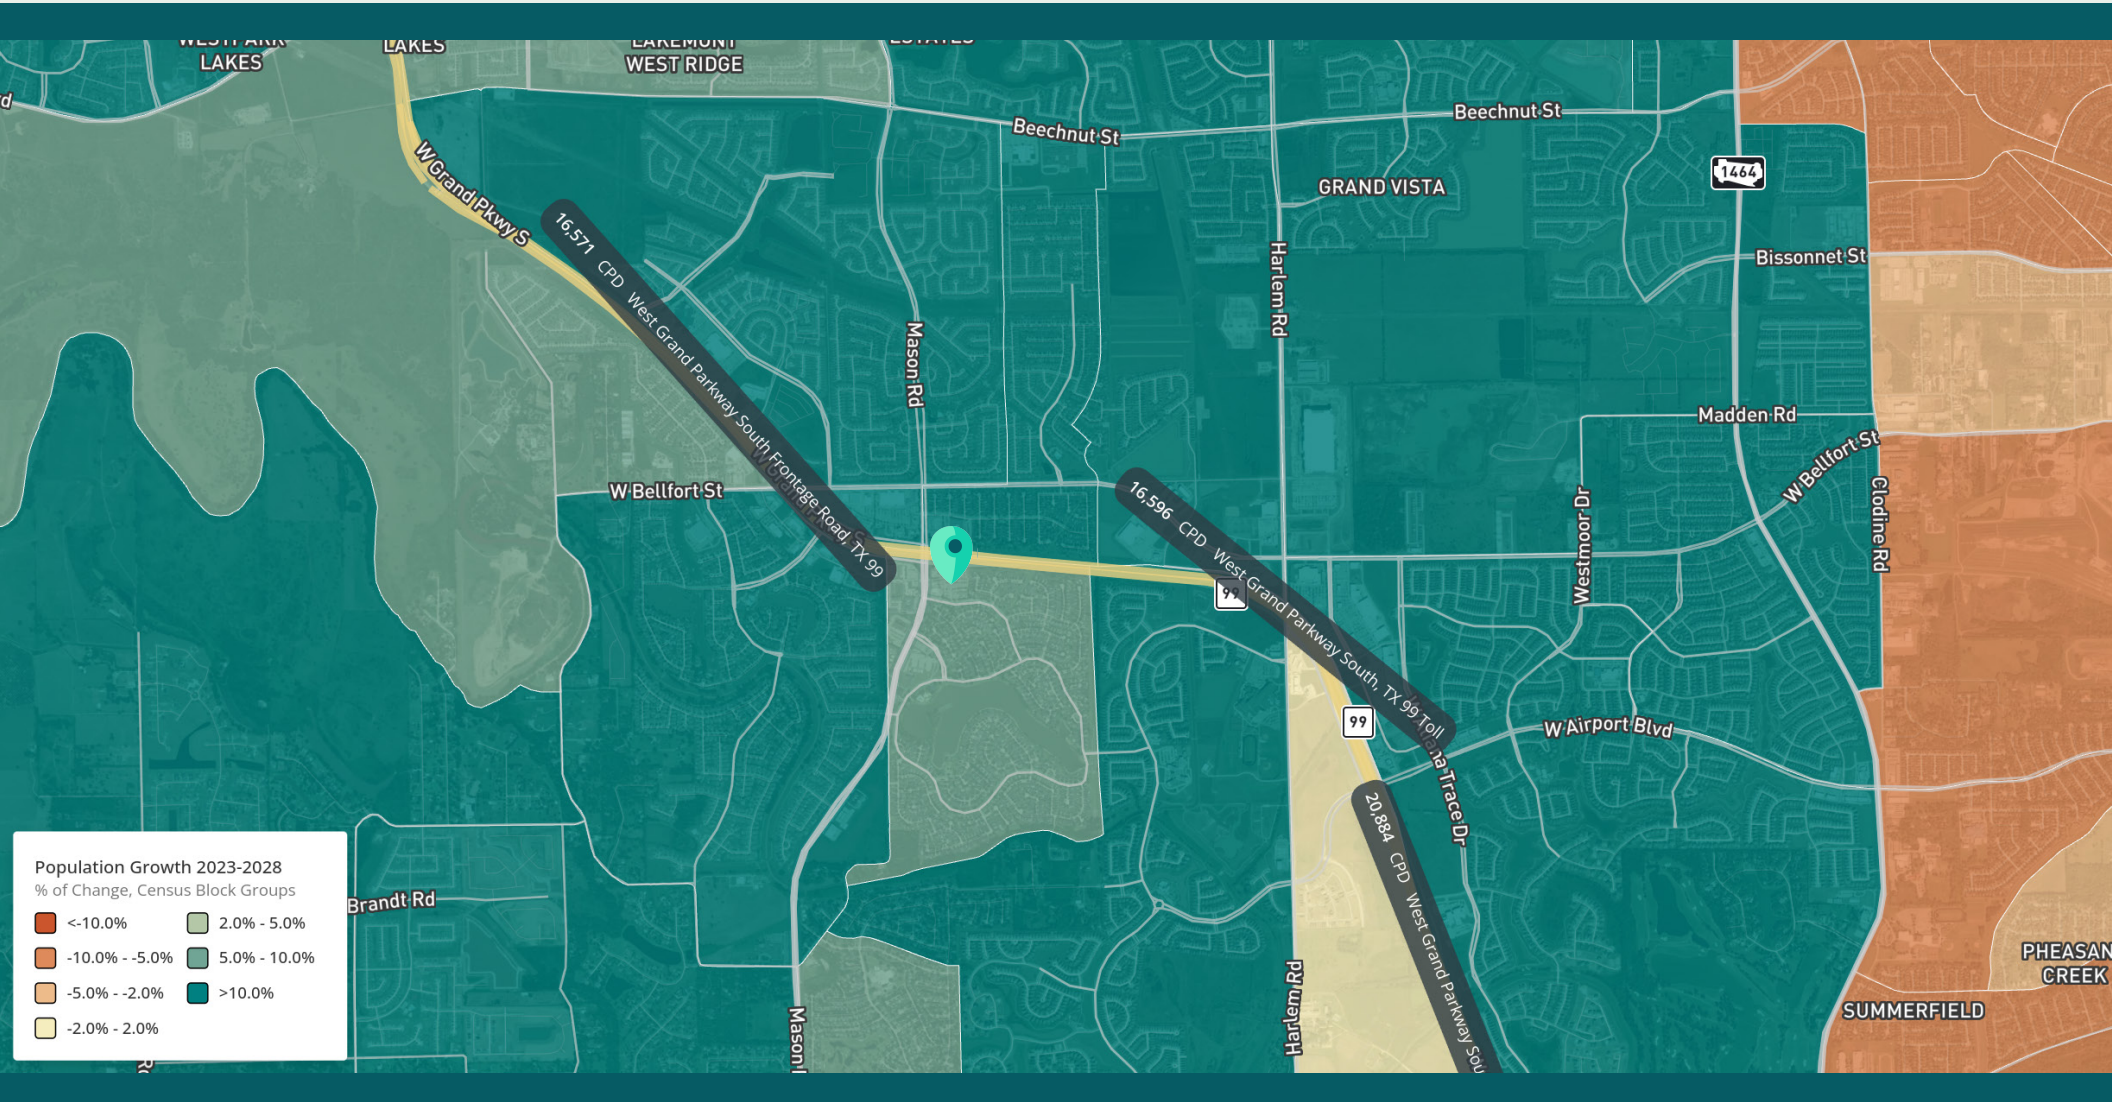 WESTPARK
LAKES
LAKES
LAKEMONT
WEST RIDGE
ESTATES
Beechnut St
Beechnut St
1464
W Grand Pkwy S
GRAND VISTA
16,571 CPD West Grand Parkway South Frontage Road, TX 99
Harlem Rd
Bissonnet St
Mason Rd
Madden Rd
W Bellfort St
W Bellfort St
16,596 CPD West Grand Parkway South, TX 99 Toll
Clodine Rd
Westmoor Dr
99
99
W Airport Blvd
20,884 CPD West Grand Parkway Sou
Trace Dr
Population Growth 2023-2028
% of Change, Census Block Groups
<-10.0%
2.0% - 5.0%
-10.0% - -5.0%
5.0% - 10.0%
-5.0% - -2.0%
>10.0%
-2.0% - 2.0%
Brandt Rd
PHEASAN
CREEK
SUMMERFIELD
Harlem Rd
Mason